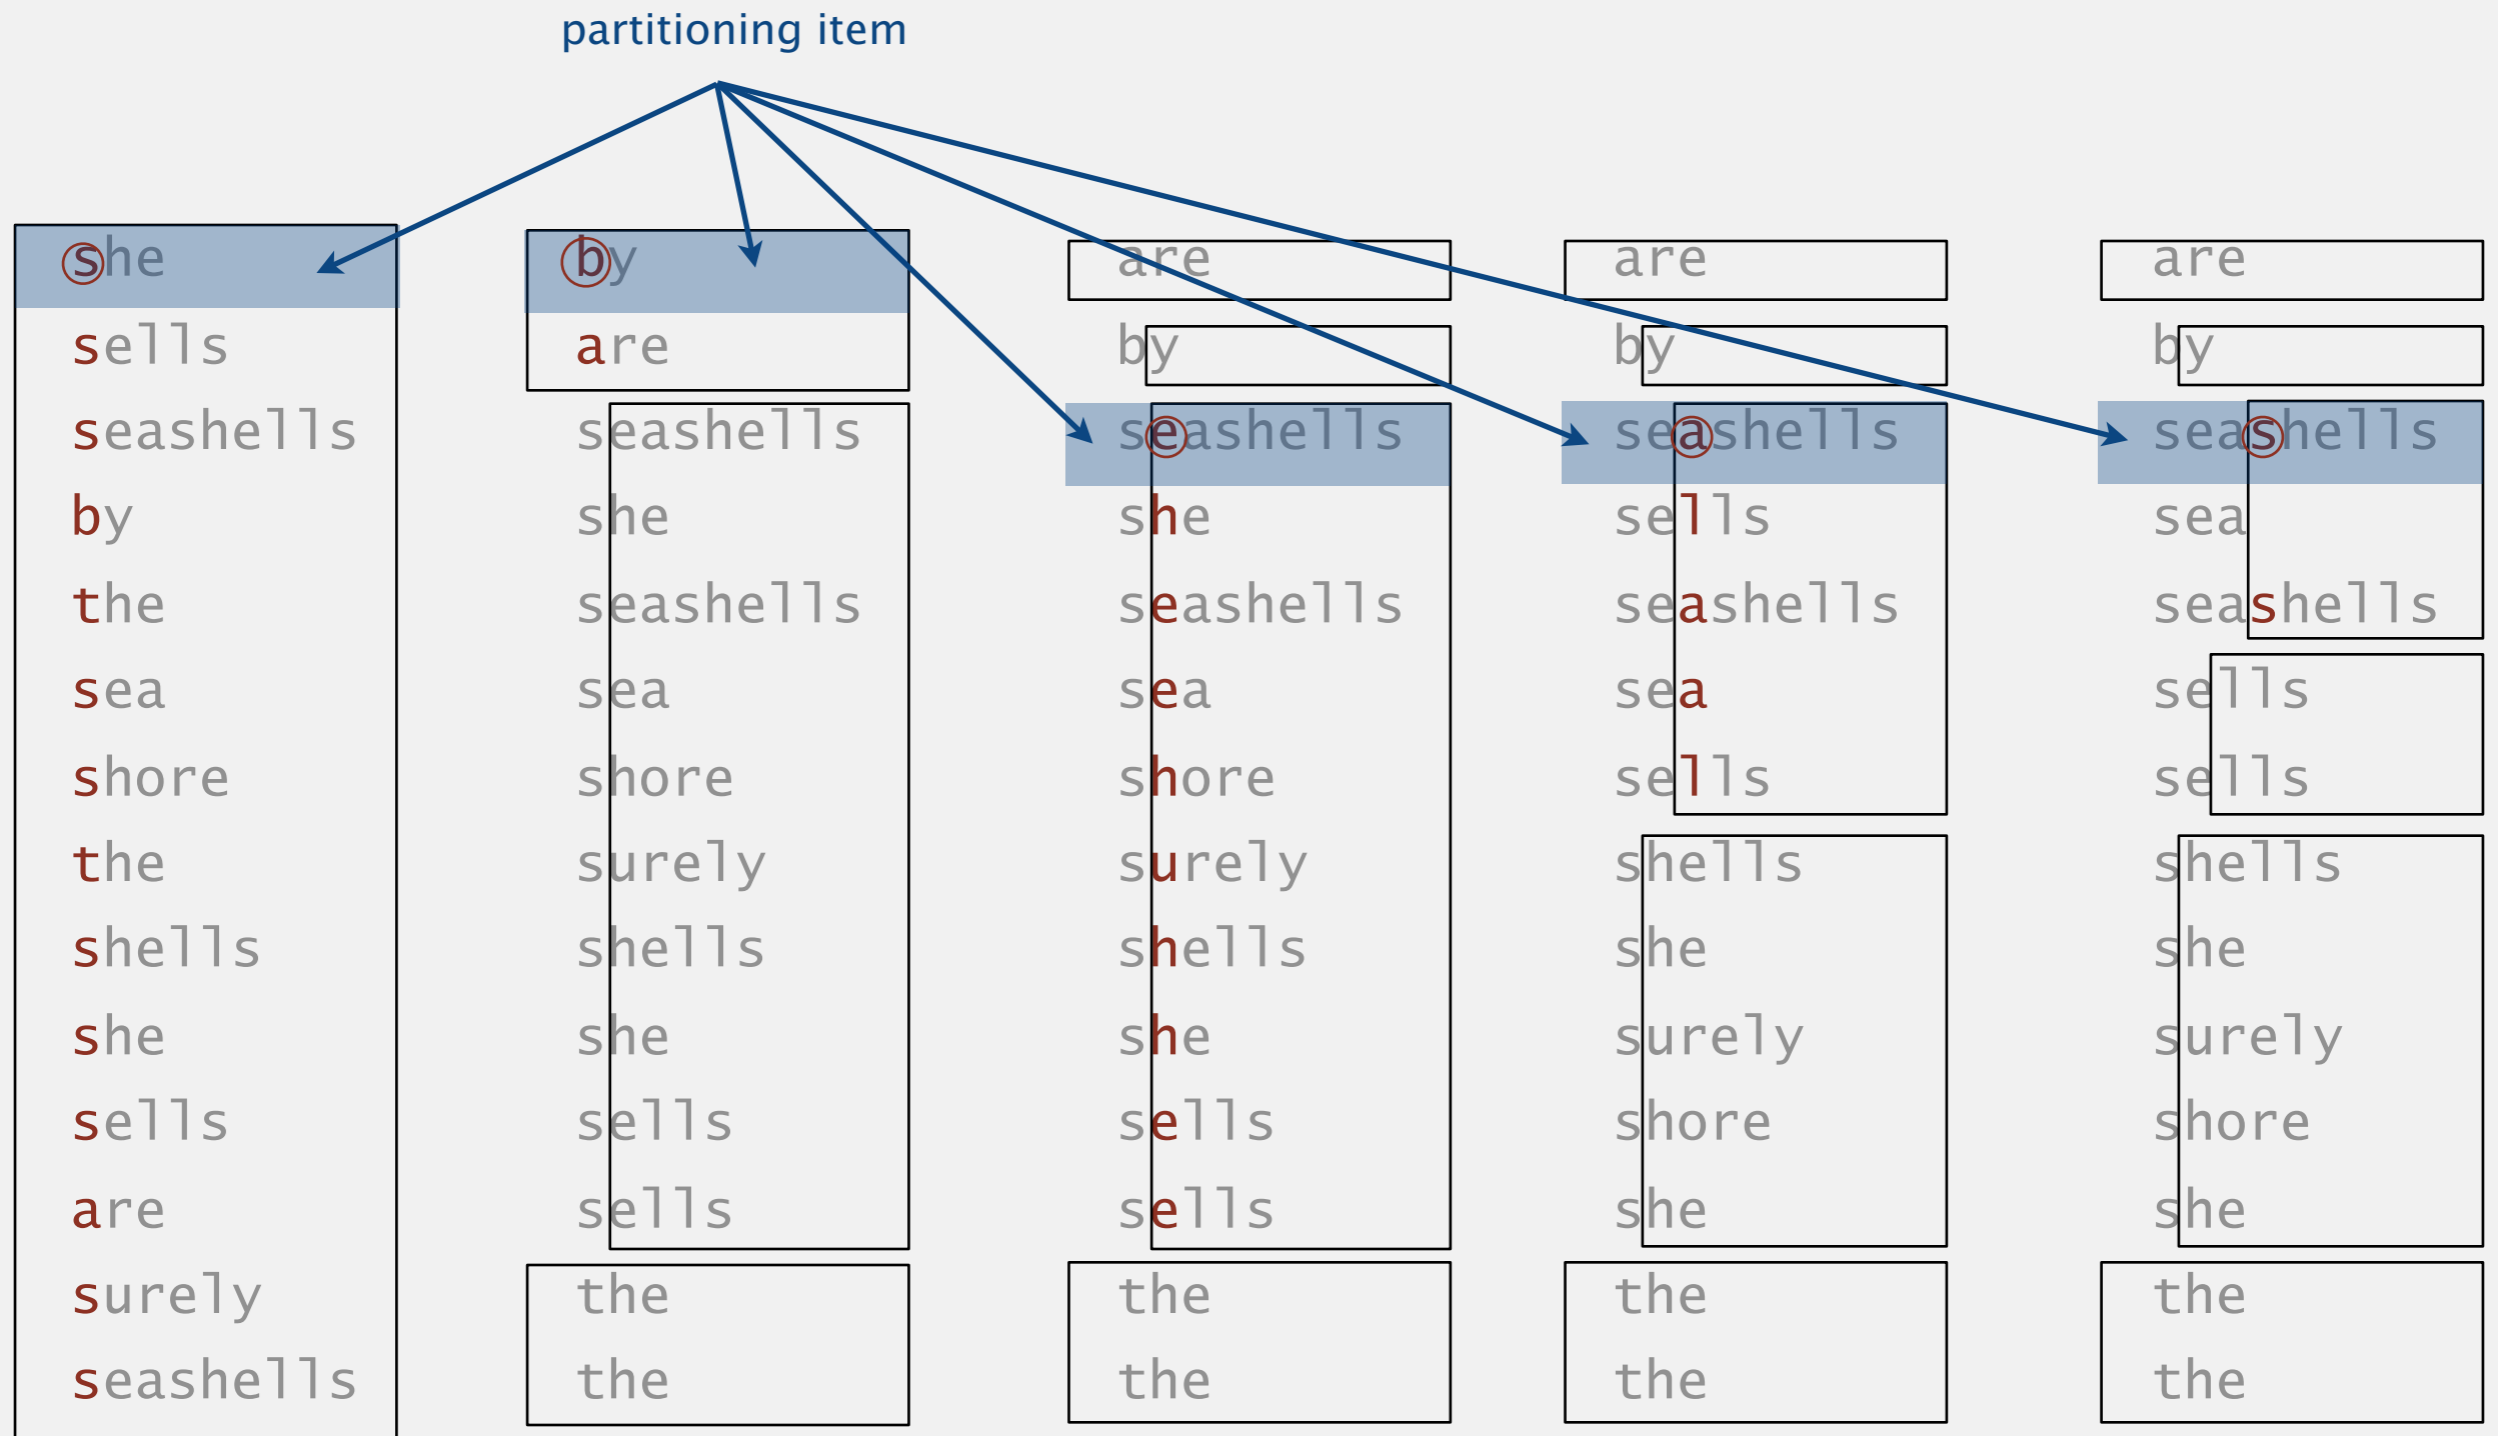 partitioning item
she by are are are
sells are by by by
seashells seashells seashells seashells seashells
by she she sells sea
the seashells seashells seashells seashells
sea sea sea sea sells
shore shore shore sells sells
the surely surely shells shells
shells shells shells she she
she she she surely surely
sells sells sells shore shore
are sells sells she she
surely the the the the
seashells the the the the